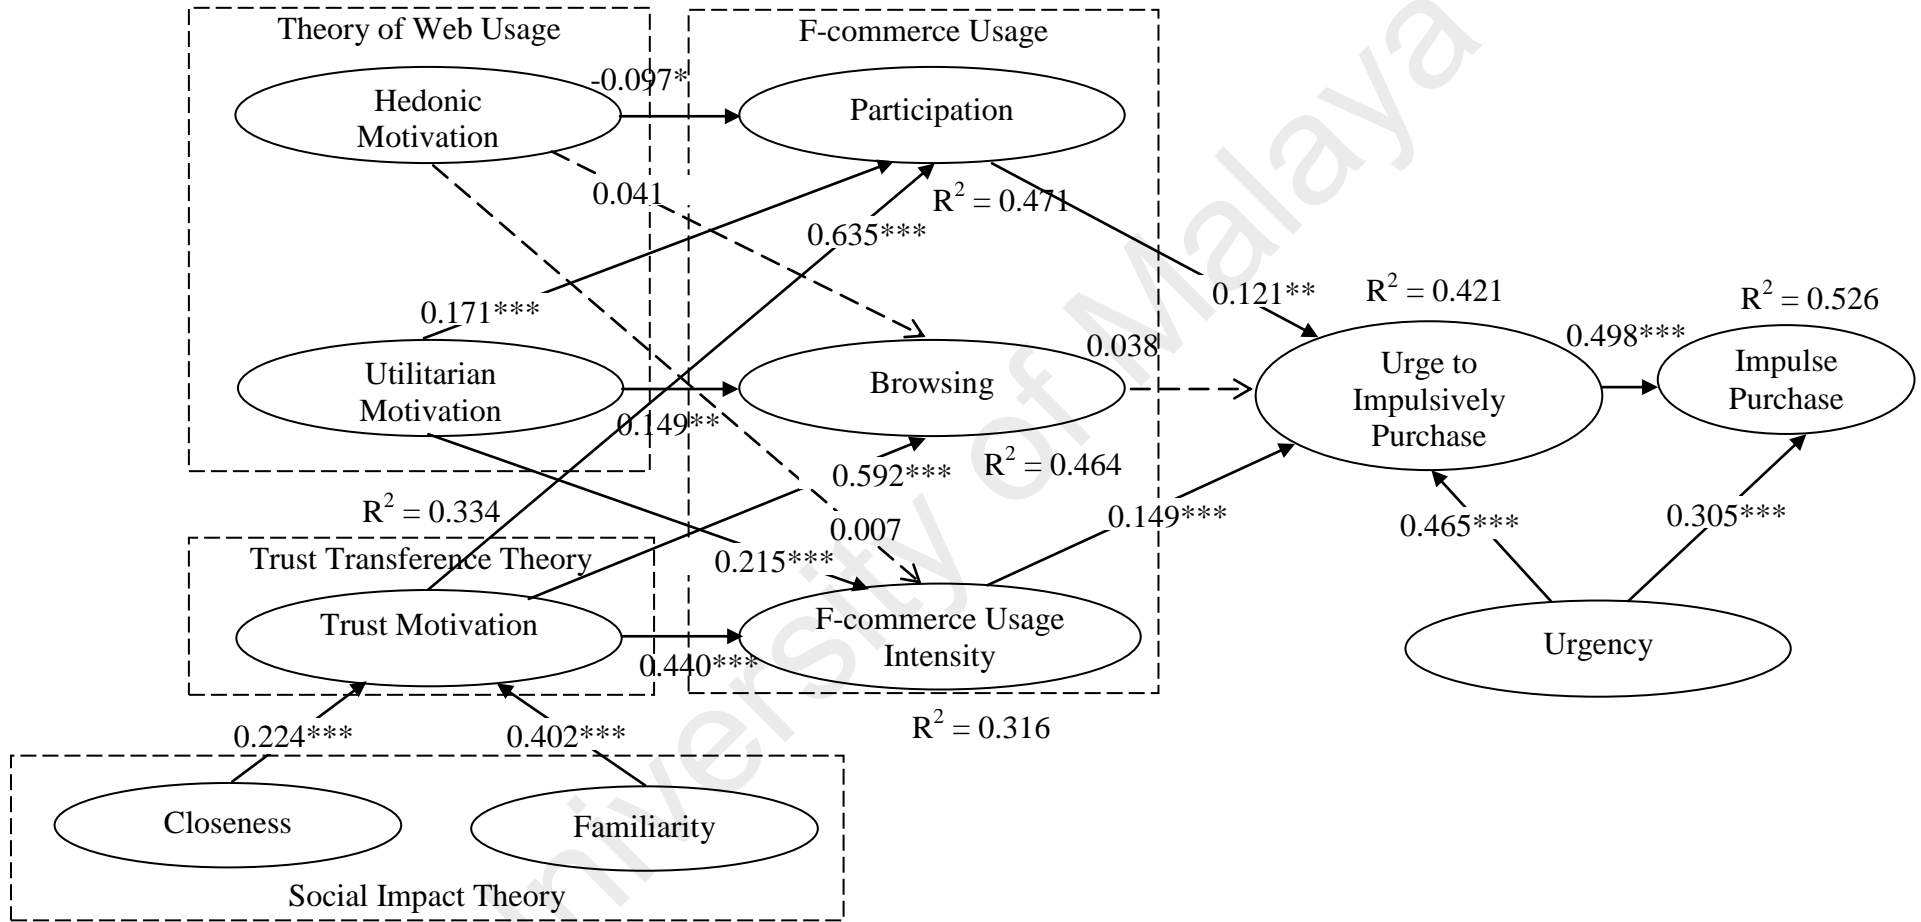 Theory of Web Usage
F-commerce Usage
Hedonic
Motivation
-0.097*
Participation
0.041
R² = 0.471
0.635***
0.171***
0.121**
R² = 0.421
R² = 0.526
0.498***
Utilitarian
Motivation
0.149**
Browsing
0.038
Urge to
Impulsively
Purchase
Impulse
Purchase
0.592***
R² = 0.464
R² = 0.334
0.007
0.149***
0.465***
0.305***
Trust Transference Theory
0.215***
Trust Motivation
0.440***
F-commerce Usage
Intensity
Urgency
R² = 0.316
0.224***
0.402***
Closeness
Familiarity
Social Impact Theory
University of Malaya